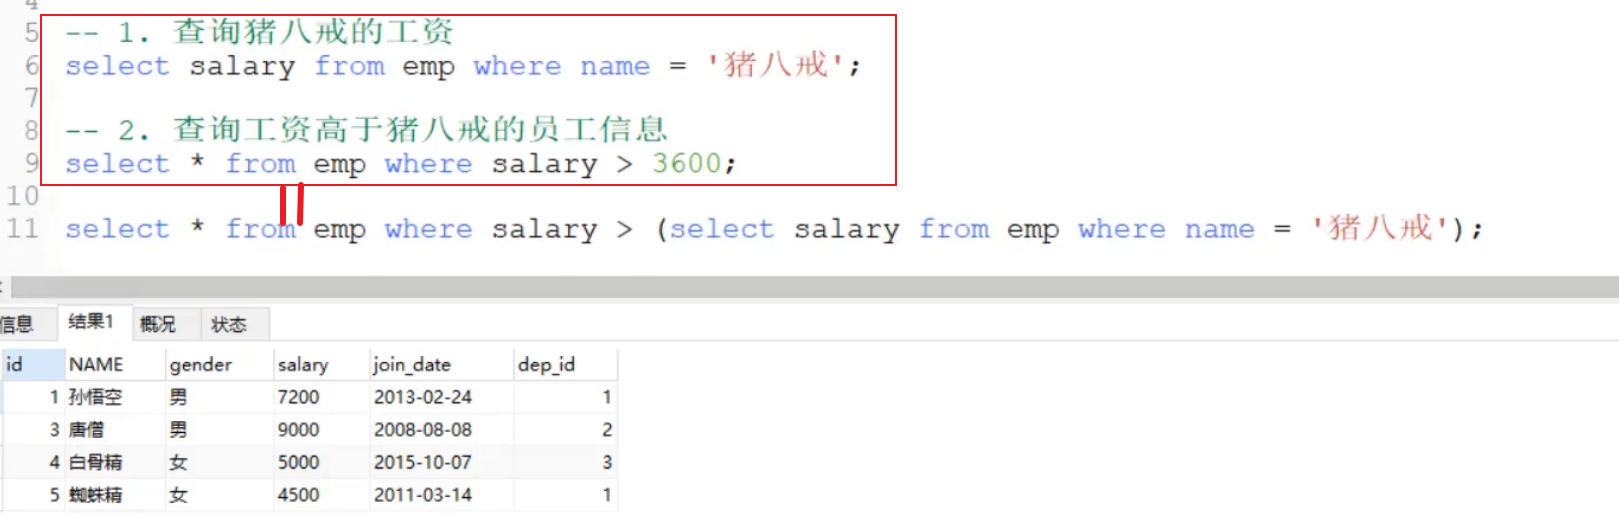 4
5 -- 1. 查询猪八戒的工资
6 select salary from emp where name = '猪八戒';
7
8 -- 2. 查询工资高于猪八戒的员工信息
9 select * from emp where salary > 3600;
10
11 select * from emp where salary > (select salary from emp where name = '猪八戒');
信息 结果1 概况 状态
id NAME gender salary join_date dep_id
1 孙悟空 男 7200 2013-02-24 1
3 唐僧 男 9000 2008-08-08 2
4 白骨精 女 5000 2015-10-07 3
5 蜘蛛精 女 4500 2011-03-14 1